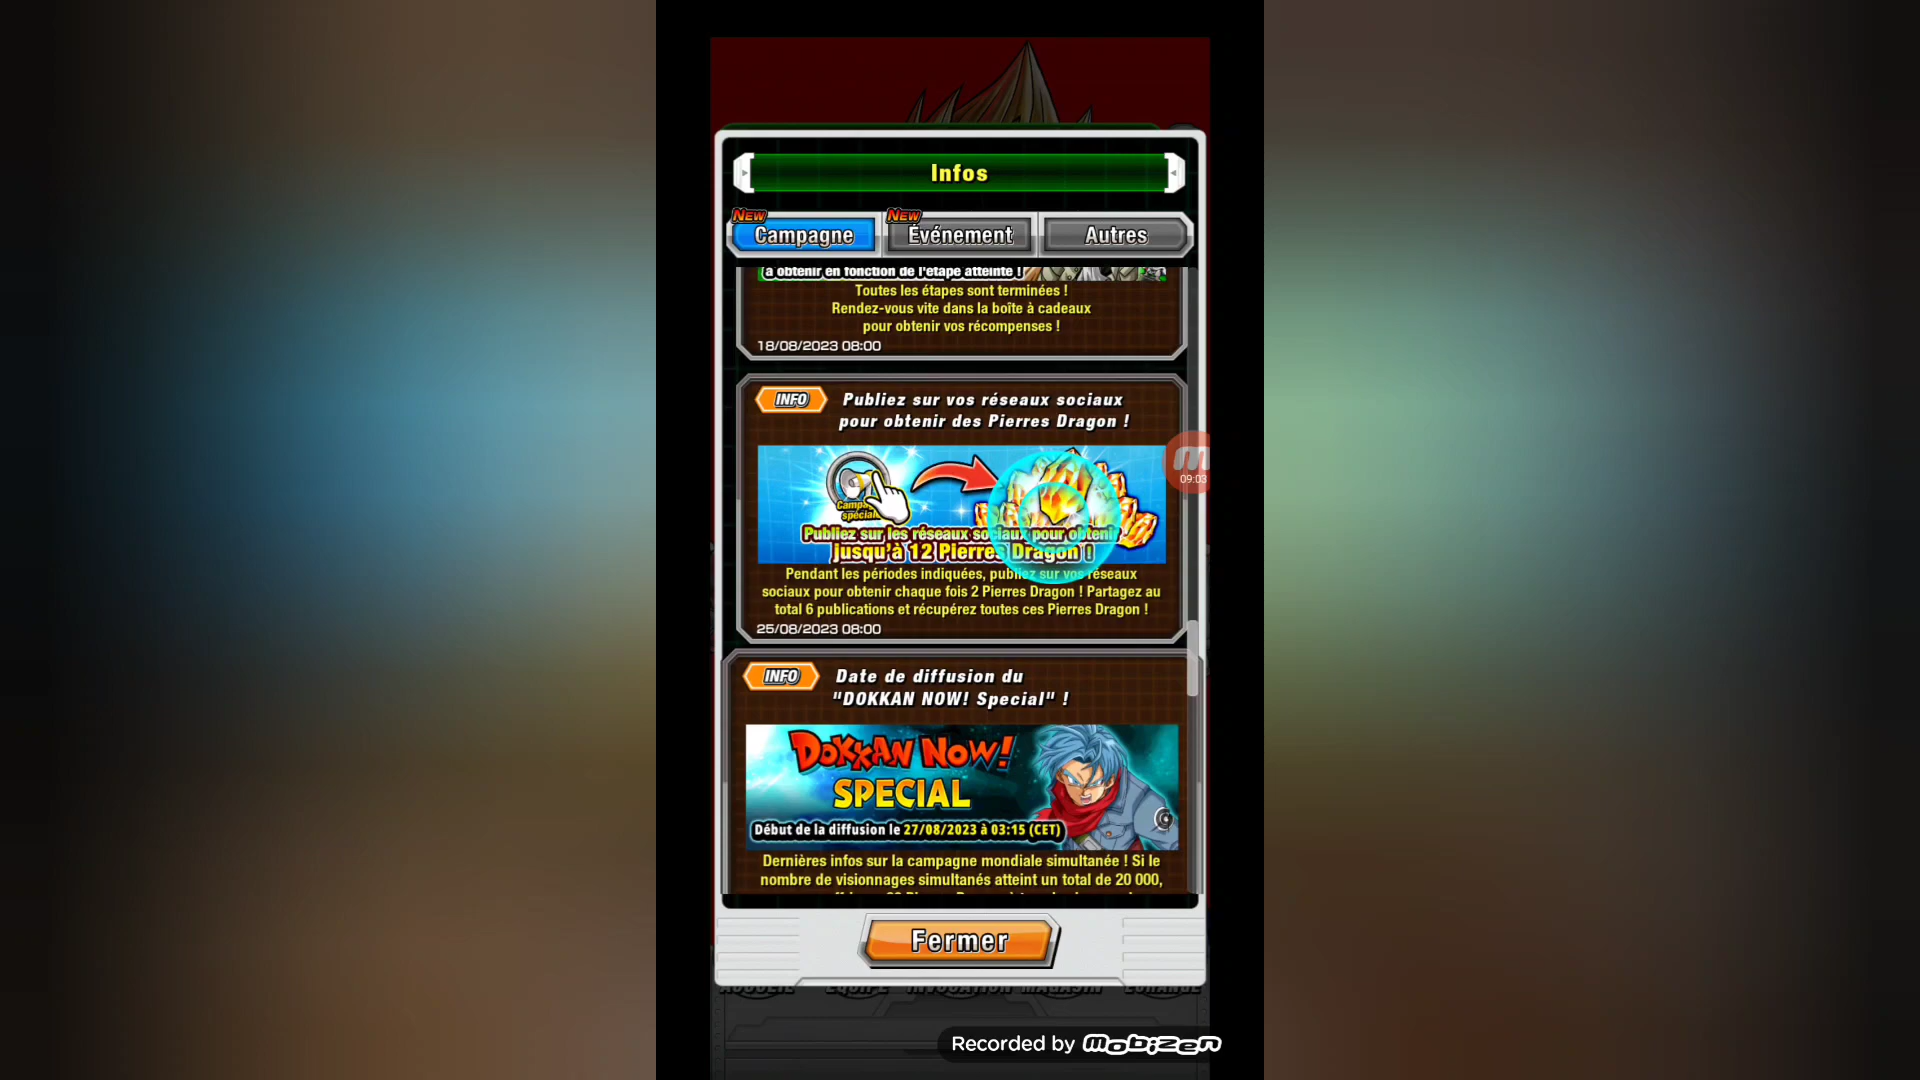 Infos
New
New
Campagne
Événement
Autres
à obtenir en fonction de l'étape atteinte !
Toutes les étapes sont terminées !
Rendez-vous vite dans la boîte à cadeaux
pour obtenir vos récompenses !
18/08/2023 08:00
INFO
Publiez sur vos réseaux sociaux
pour obtenir des Pierres Dragon !
09:03
Campagne
spéciale
Publiez sur les réseaux sociaux pour obtenir
jusqu'à 12 Pierres Dragon !
Pendant les périodes indiquées, publiez sur vos réseaux
sociaux pour obtenir chaque fois 2 Pierres Dragon ! Partagez au
total 6 publications et récupérez toutes ces Pierres Dragon !
25/08/2023 08:00
INFO
Date de diffusion du
"DOKKAN NOW! Special" !
DOKKAN NOW!
SPECIAL
Début de la diffusion le 27/08/2023 à 03:15 (CET)
Dernières infos sur la campagne mondiale simultanée ! Si le
nombre de visionnages simultanés atteint un total de 20 000,
Fermer
ACCUEIL ÉQUIPE INVOCATION MAGASIN ÉCHANGE
Recorded by mobizen